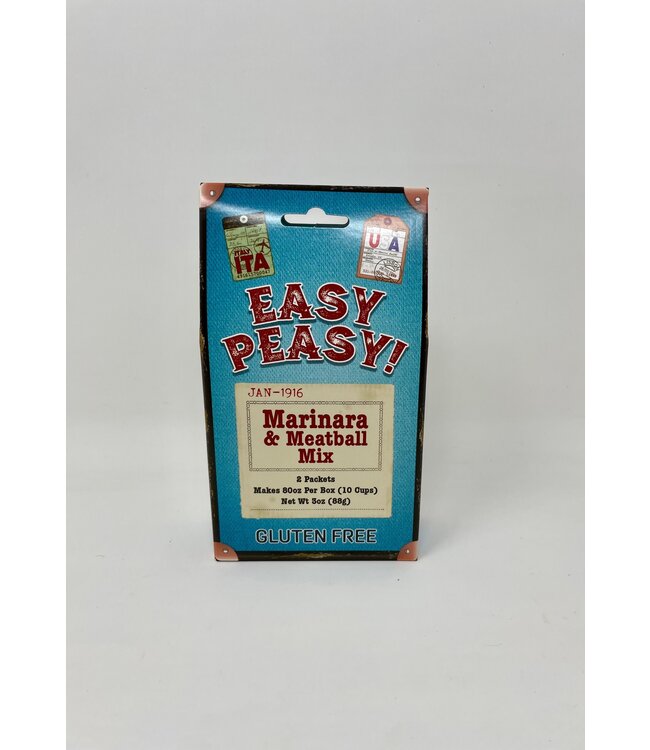 ITALY
ITA
U A
EASY
PEASY!
JAN-1916
Marinara
& Meatball
Mix
2 Packets
Makes 80oz Per Box (10 Cups)
Net Wt 3oz (88g)
GLUTEN FREE